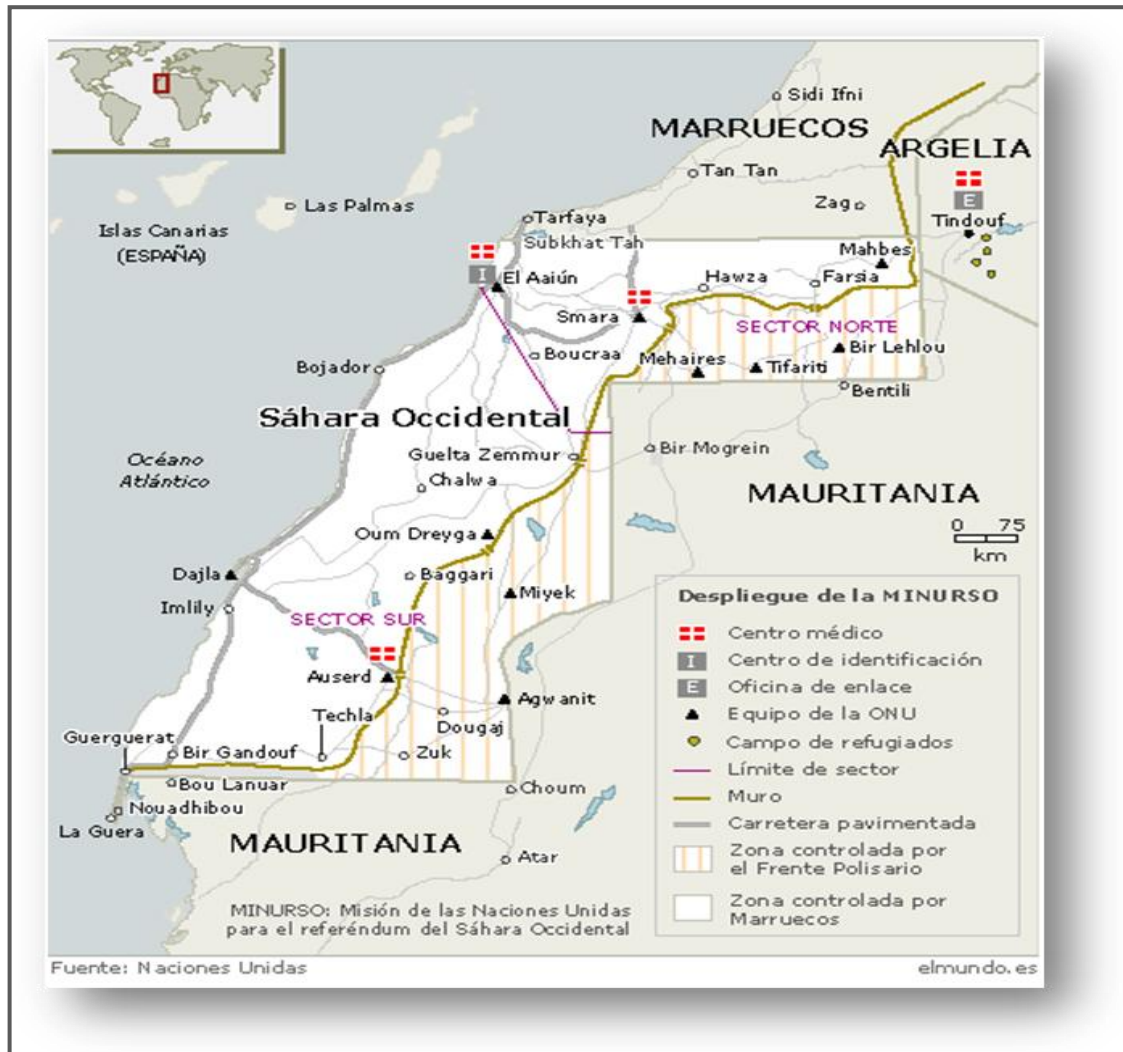 Sidi Ifni
MARRUECOS
ARGELIA
Tan Tan
E
Zag
Tindouf
Las Palmas
Islas Canarias
(ESPAÑA)
Tarfaya
Subkhat Tah
Mahbes
I
El Aaiún
Hawza
Farsia
Smara
SECTOR NORTE
Boucraa
Mehaires
Bir Lehlou
Tifariti
Bojador
Bentili
Sáhara Occidental
Océano
Atlántico
Guelta Zemmur
Bir Mogrein
Chalwa
MAURITANIA
Oum Dreyga
0 75
km
Dajla
Baggari
Miyek
Imlily
SECTOR SUR
Auserd
Agwanit
Techla
Dougaj
Guerguerat
Bir Gandouf
Zuk
Bou Lanuar
Choum
Nouadhibou
La Guera
MAURITANIA
Atar
Despliegue de la MINURSO
Centro médico
I Centro de identificación
E Oficina de enlace
Equipo de la ONU
Campo de refugiados
Límite de sector
Muro
Carretera pavimentada
Zona controlada por
el Frente Polisario
Zona controlada por
Marruecos
MINURSO: Misión de las Naciones Unidas
para el referéndum del Sáhara Occidental
Fuente: Naciones Unidas
elmundo.es